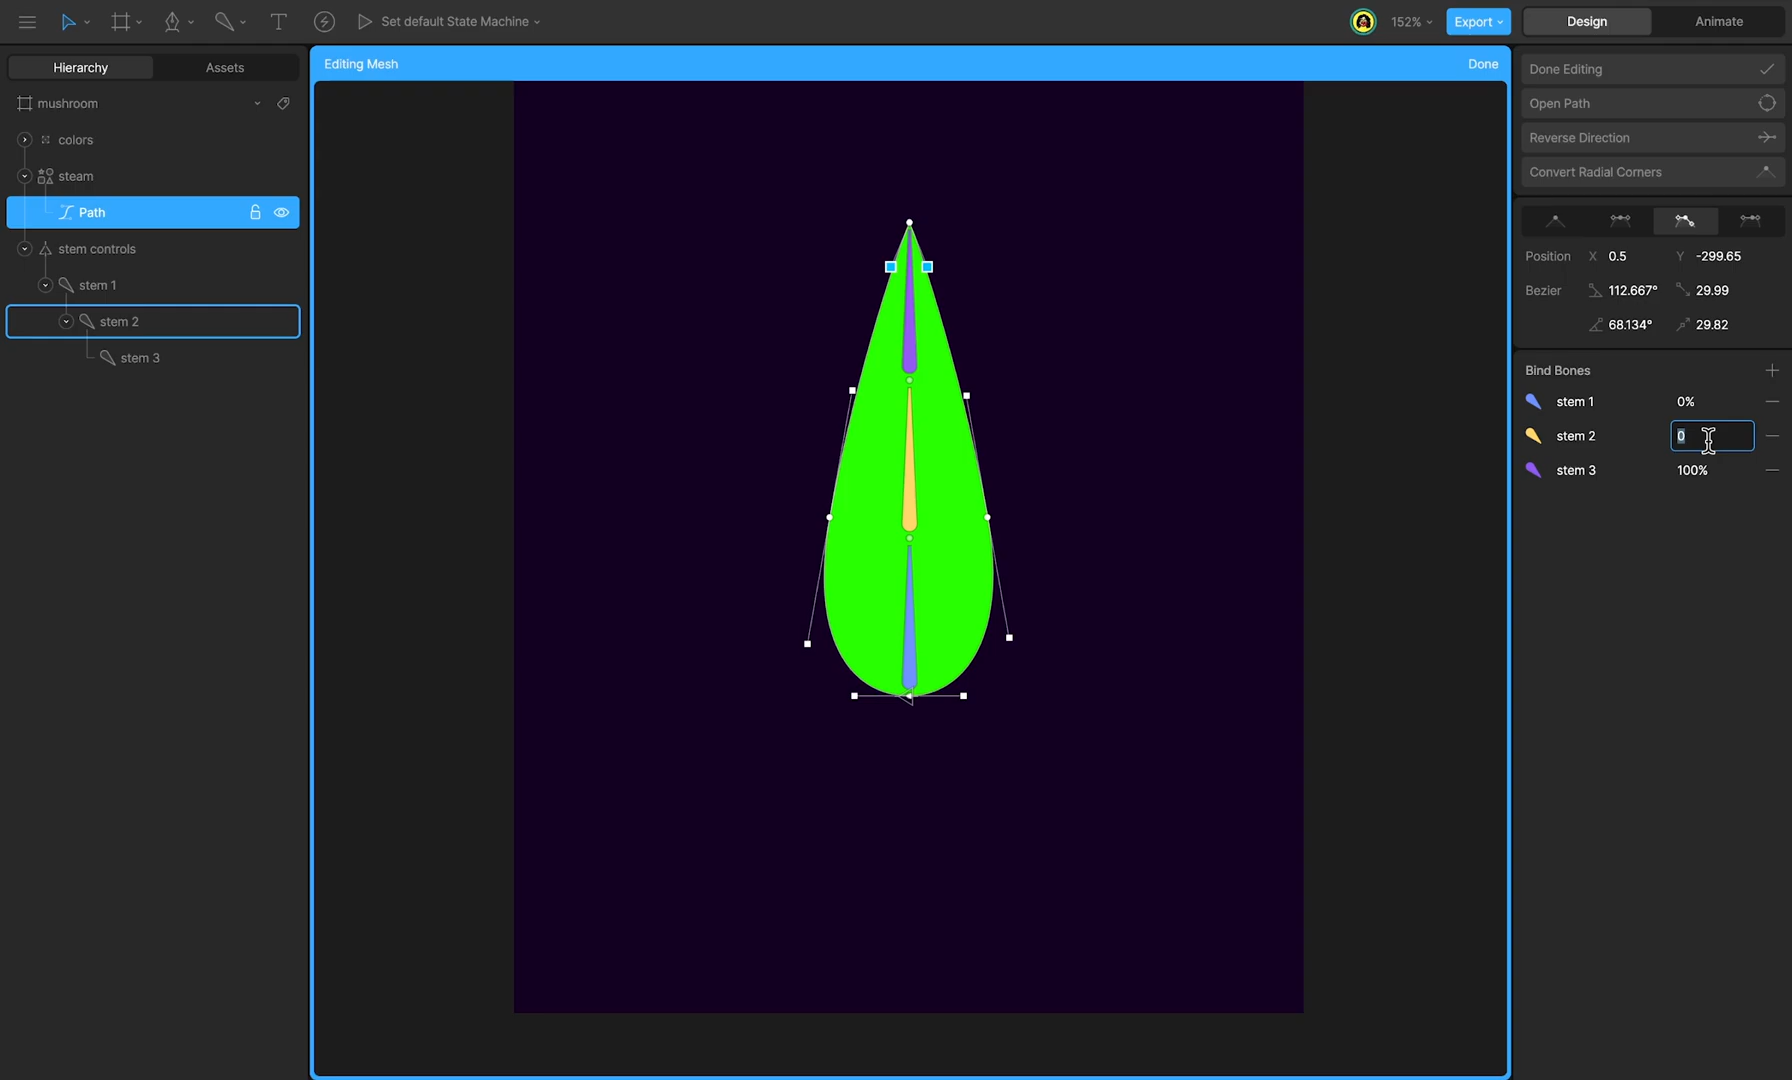 Set default State Machine
152%
Export
Design
Animate
Hierarchy
Assets
Editing Mesh
Done
mushroom
colors
steam
Path
stem controls
stem 1
stem 2
stem 3
Done Editing
Open Path
Reverse Direction
Convert Radial Corners
Position X 0.5 Y -299.65
Bezier 112.667° 29.99
68.134° 29.82
Bind Bones
stem 1 0%
stem 2 0
stem 3 100%